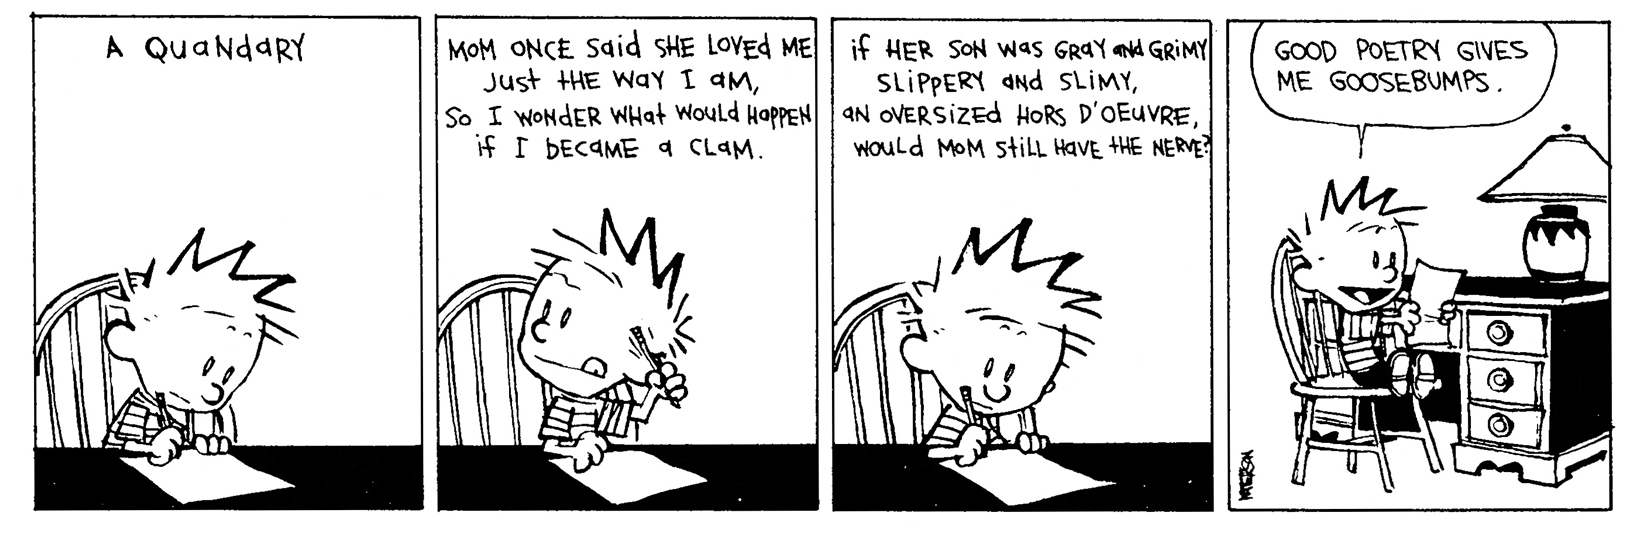 A QUaNdaRY
MOM ONCE Said SHE LOVEd ME
Just tHE Way I aM,
So I WONdER WHat WOULd HaPPEN
if I bECaME a CLaM.
if HER SON Was GRaY aNd GRiMY
SLiPPERY aNd SLiMY,
aN OVERSiZEd HORS D'OEuVRE,
WOuLd MOM StiLL HaVE tHE NERVE?
GOOD POETRY GIVES
ME GOOSEBUMPS.
WATERSON